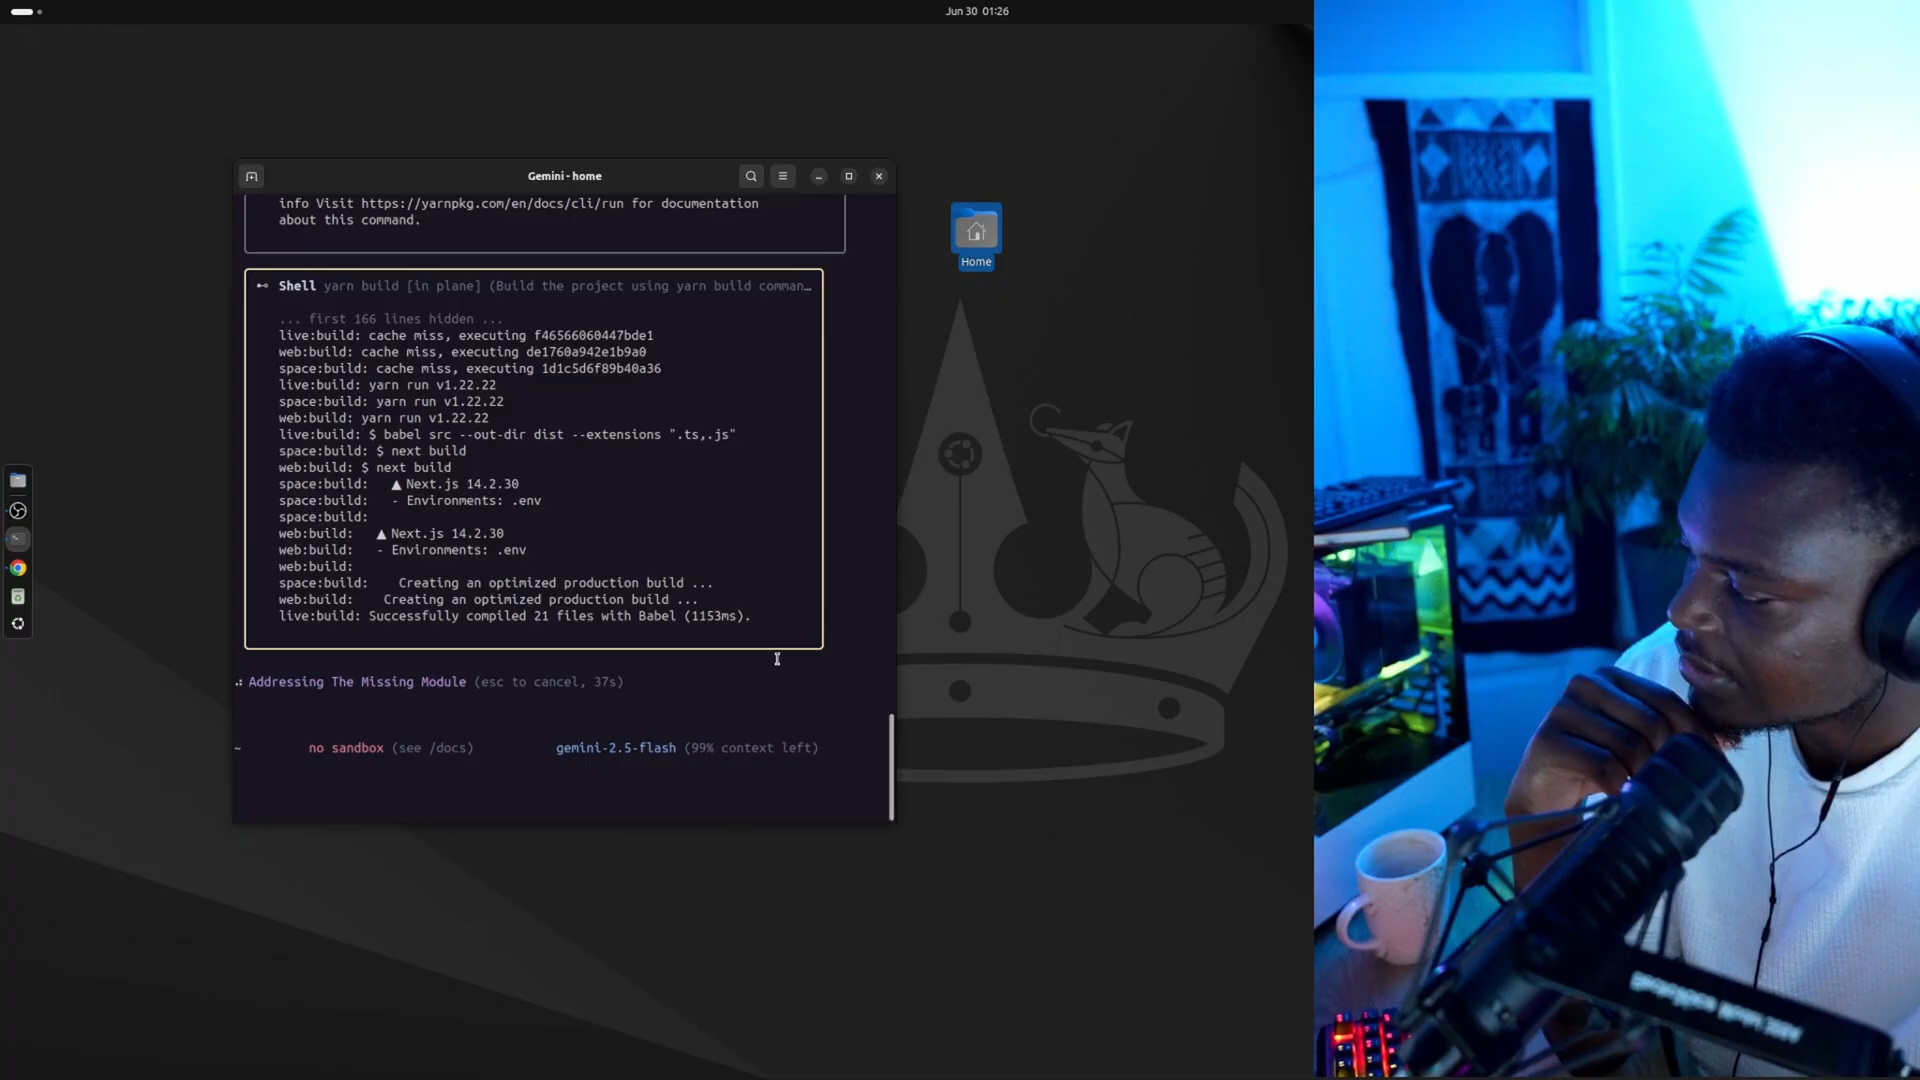 Jun 30 01:26
Gemini - home
info Visit https://yarnpkg.com/en/docs/cli/run for documentation
about this command.
Home
Shell yarn build [in plane] (Build the project using yarn build comman…
... first 166 lines hidden ...
live:build: cache miss, executing f46566060447bde1
web:build: cache miss, executing de1760a942e1b9a0
space:build: cache miss, executing 1d1c5d6f89b40a36
live:build: yarn run v1.22.22
space:build: yarn run v1.22.22
web:build: yarn run v1.22.22
live:build: $ babel src --out-dir dist --extensions ".ts,.js"
space:build: $ next build
web:build: $ next build
space:build: ▲ Next.js 14.2.30
space:build: - Environments: .env
space:build:
web:build: ▲ Next.js 14.2.30
web:build: - Environments: .env
web:build:
space:build: Creating an optimized production build ...
web:build: Creating an optimized production build ...
live:build: Successfully compiled 21 files with Babel (1153ms).
Addressing The Missing Module (esc to cancel, 37s)
~ no sandbox (see /docs) gemini-2.5-flash (99% context left)